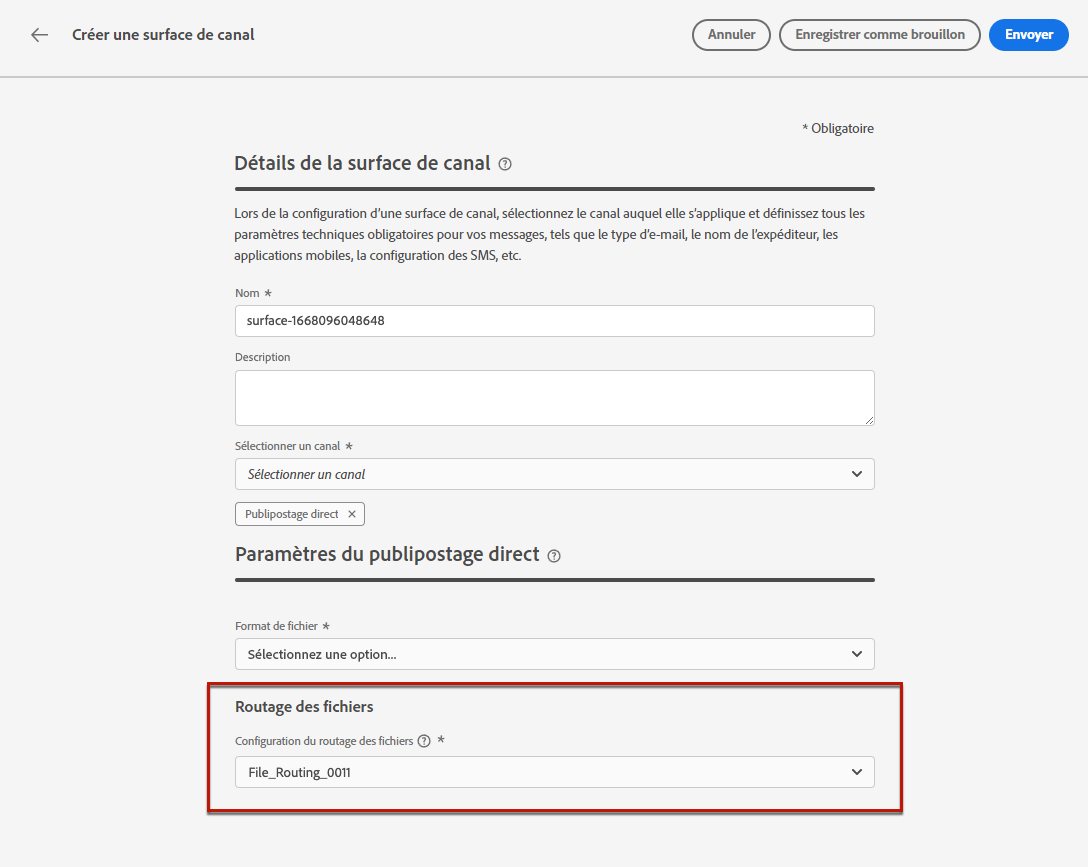 Créer une surface de canal
Annuler
Enregistrer comme brouillon
Envoyer
* Obligatoire
Détails de la surface de canal
Lors de la configuration d’une surface de canal, sélectionnez le canal auquel elle s’applique et définissez tous les
paramètres techniques obligatoires pour vos messages, tels que le type d’e-mail, le nom de l’expéditeur, les
applications mobiles, la configuration des SMS, etc.
Nom *
surface-1668096048648
Description
Sélectionner un canal *
Sélectionner un canal
Publipostage direct
Paramètres du publipostage direct
Format de fichier *
Sélectionnez une option...
Routage des fichiers
Configuration du routage des fichiers *
File_Routing_0011